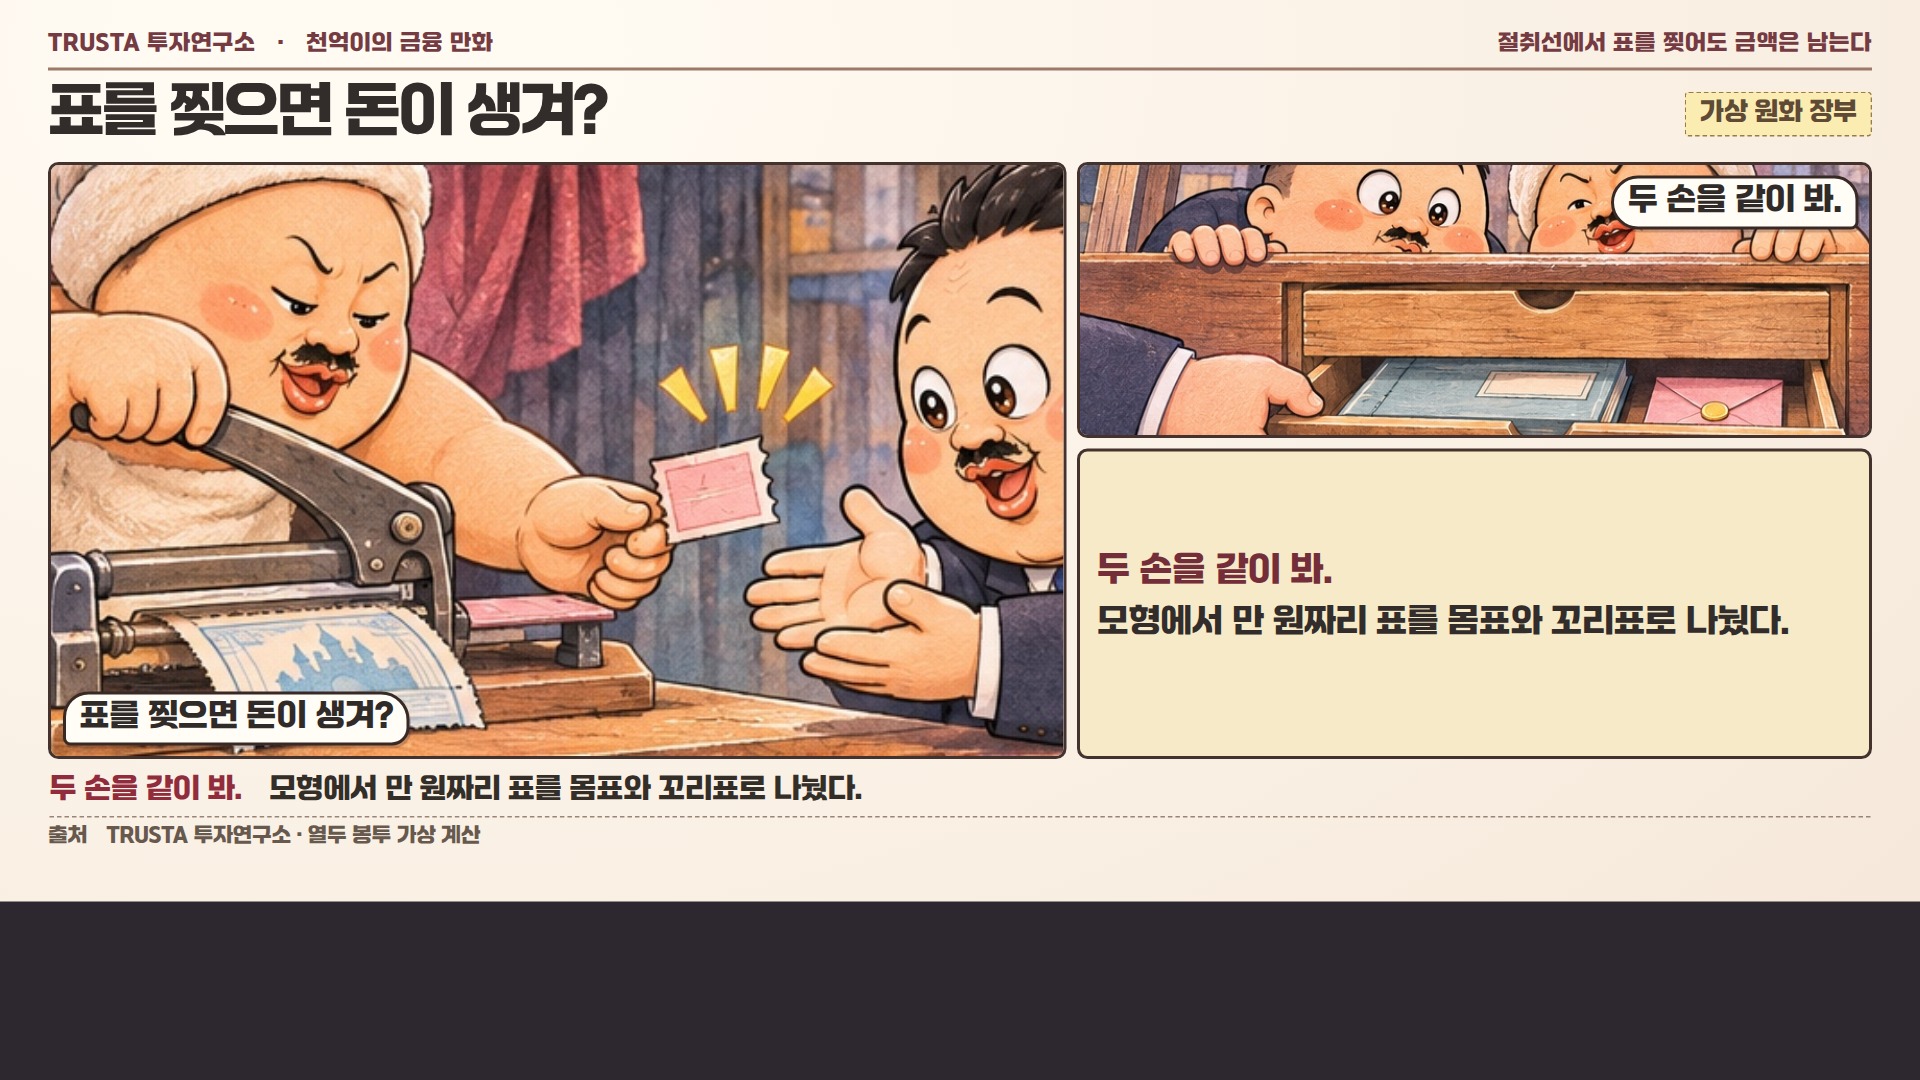 TRUSTA 투자연구소 · 천억이의 금융 만화
절취선에서 표를 찢어도 금액은 남는다
표를 찢으면 돈이 생겨?
가상 원화 장부
두 손을 같이 봐.
표를 찢으면 돈이 생겨?
두 손을 같이 봐.
모형에서 만 원짜리 표를 몸표와 꼬리표로 나눴다.
두 손을 같이 봐. 모형에서 만 원짜리 표를 몸표와 꼬리표로 나눴다.
출처 TRUSTA 투자연구소 · 열두 봉투 가상 계산